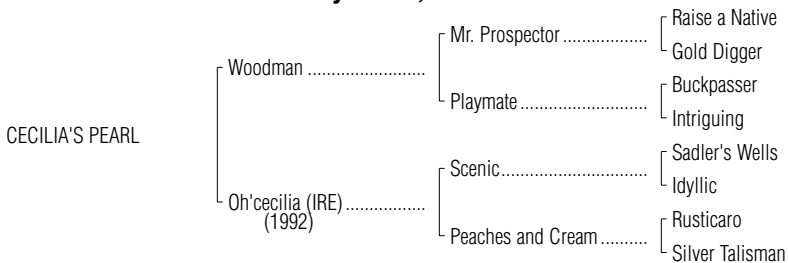 Raise a Native
Mr. Prospector ....................
Gold Digger
Woodman ...........................
Buckpasser
Playmate ..............................
Intriguing
CECILIA'S PEARL
Sadler's Wells
Scenic...................................
Idyllic
Oh'cecilia (IRE) ..................
(1992)
Rusticaro
Peaches and Cream ..........
Silver Talisman